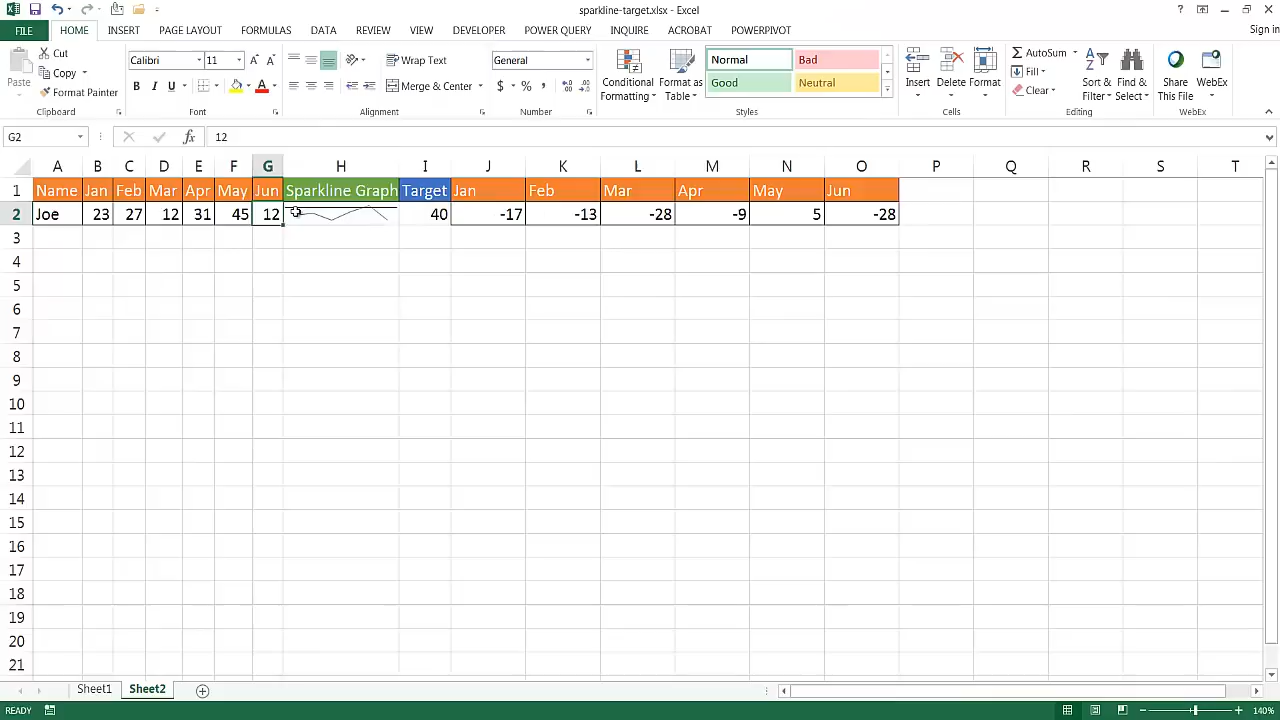 sparkline-target.xlsx - Excel
FILE HOME INSERT PAGE LAYOUT FORMULAS DATA REVIEW VIEW DEVELOPER POWER QUERY INQUIRE ACROBAT POWERPIVOT Sign in
Paste Cut Copy Format Painter
Clipboard
Calibri 11
B I U A
Font
Wrap Text
Merge & Center
Alignment
General
$ % ,
Number
Conditional Formatting Format as Table
Normal Bad
Good Neutral
Styles
Insert Delete Format
Cells
AutoSum
Fill
Clear
Sort & Filter Find & Select
Editing
Share This File WebEx
WebEx
G2 fx 12
A B C D E F G H I J K L M N O P Q R S T
1 Name Jan Feb Mar Apr May Jun Sparkline Graph Target Jan Feb Mar Apr May Jun
2 Joe 23 27 12 31 45 12 40 -17 -13 -28 -9 5 -28
3
4
5
6
7
8
9
10
11
12
13
14
15
16
17
18
19
20
21
Sheet1 Sheet2
READY 140%